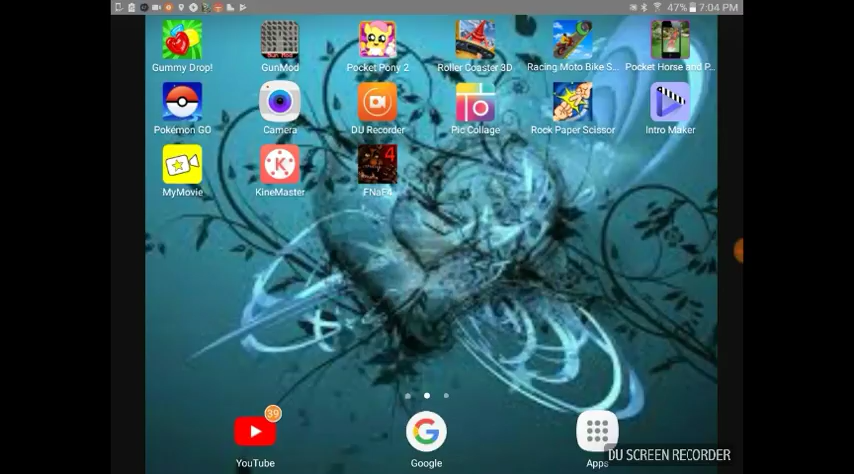 47% 7:04 PM
Gummy Drop! GunMod Pocket Pony 2 Roller Coaster 3D Racing Moto Bike S... Pocket Horse and P...
Pokémon GO Camera DU Recorder Pic Collage Rock Paper Scissor Intro Maker
4
MyMovie KineMaster FNaF4
39
YouTube Google Apps
DU SCREEN RECORDER